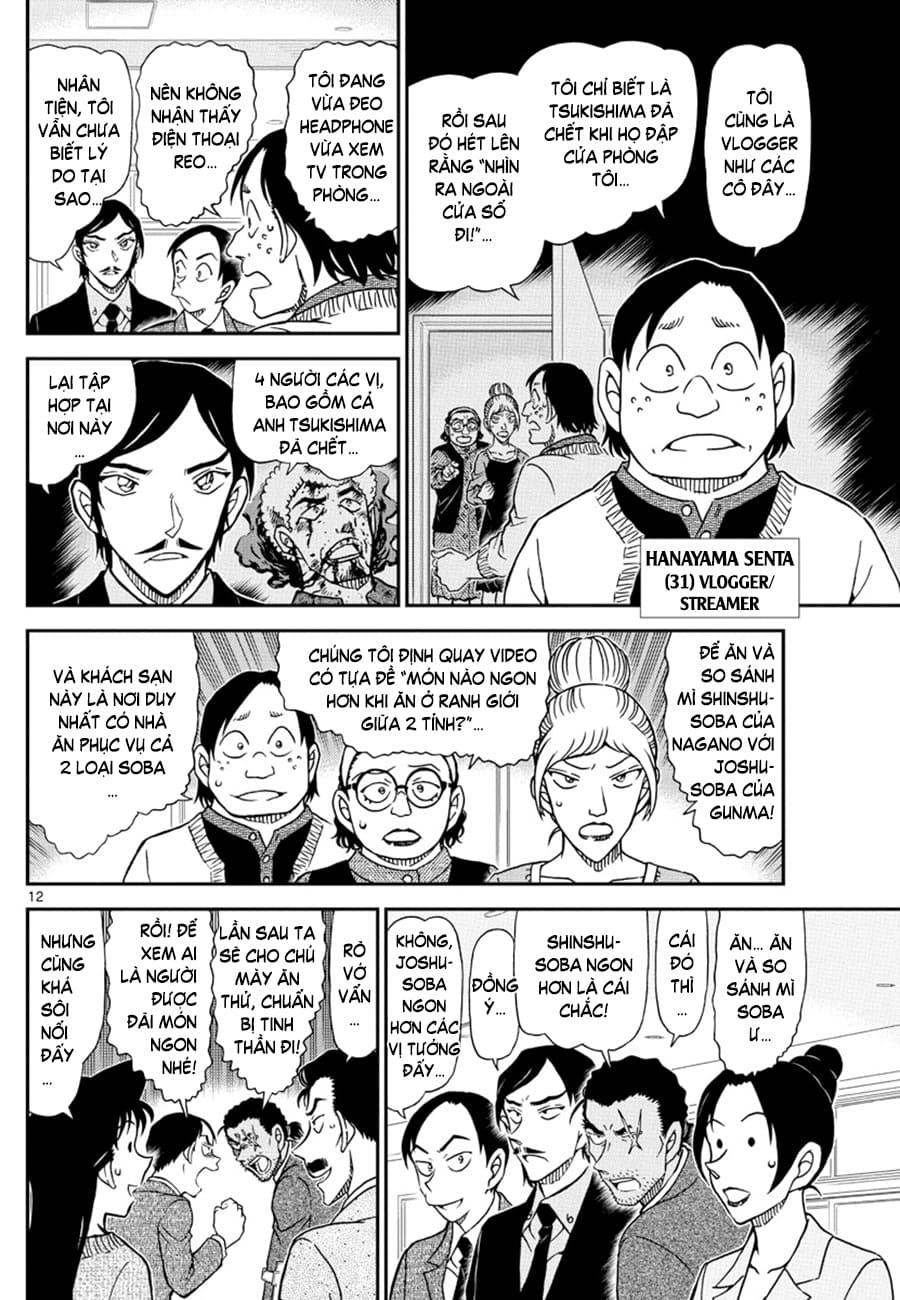 TÔI
CŨNG LÀ
VLOGGER
NHƯ CÁC
CÔ ĐÂY...
TÔI CHỈ BIẾT LÀ
TSUKISHIMA ĐÃ
CHẾT KHI HỌ ĐẬP
CỬA PHÒNG
TÔI...
RỒI SAU
ĐÓ HÉT LÊN
RẰNG "NHÌN
RA NGOÀI
CỬA SỔ
ĐI!"...
HANAYAMA SENTA
(31) VLOGGER/
STREAMER
TÔI ĐANG
VỪA ĐEO
HEADPHONE
VỪA XEM
TV TRONG
PHÒNG...
NÊN KHÔNG
NHẬN THẤY
ĐIỆN THOẠI
REO...
NHÂN
TIỆN, TÔI
VẪN CHƯA
BIẾT LÝ
DO TẠI
SAO...
4 NGƯỜI CÁC VỊ,
BAO GỒM CẢ
ANH TSUKISHIMA
ĐÃ CHẾT...
LẠI TẬP
HỢP TẠI
NƠI NÀY
...
ĐỂ ĂN VÀ
SO SÁNH
MÌ SHINSHU-
SOBA CỦA
NAGANO VỚI
JOSHU-
SOBA CỦA
GUNMA!
CHÚNG TÔI ĐỊNH QUAY VIDEO
CÓ TỰA ĐỀ "MÓN NÀO NGON
HƠN KHI ĂN Ở RANH GIỚI
GIỮA 2 TỈNH?"...
VÀ KHÁCH SẠN
NÀY LÀ NƠI DUY
NHẤT CÓ NHÀ
ĂN PHỤC VỤ CẢ
2 LOẠI SOBA
...
12
ĂN... ĂN
VÀ SO
SÁNH MÌ
SOBA
Ư...
CÁI
ĐÓ THÌ
...
SHINSHU-
SOBA NGON
HƠN LÀ CÁI
CHẮC!
ĐỒNG
Ý...
KHÔNG,
JOSHU-
SOBA
NGON
HƠN CÁC
VỊ TƯỞNG
ĐẤY...
RÕ
VỚ
VẨN
...
LẦN SAU TA
SẼ CHO CHÚ
MÀY ĂN
THỬ, CHUẨN
BỊ TINH
THẦN ĐI!
RỒI! ĐỂ
XEM AI
LÀ NGƯỜI
ĐƯỢC
ĐÃI MÓN
NGON
NHÉ!
NHƯNG
CŨNG
KHÁ
SÔI
NỔI
ĐẤY...